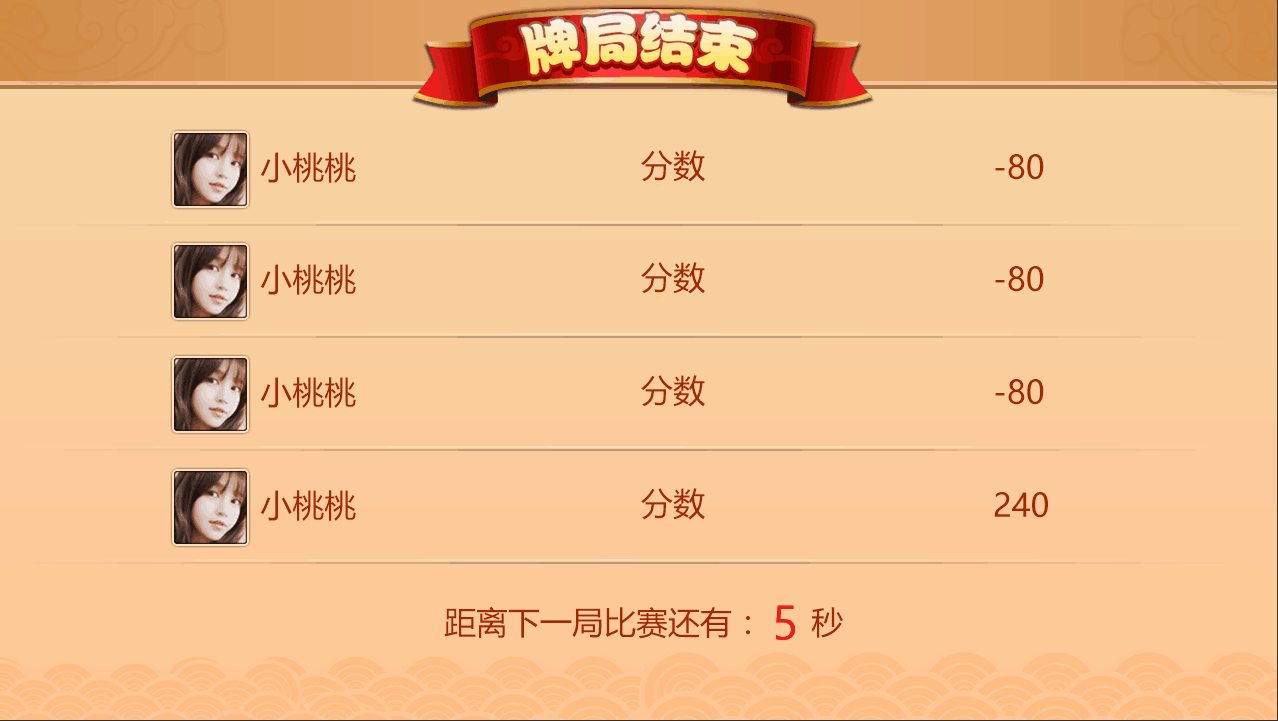 牌局结束
小桃桃 分数 -80
小桃桃 分数 -80
小桃桃 分数 -80
小桃桃 分数 240
距离下一局比赛还有：5 秒